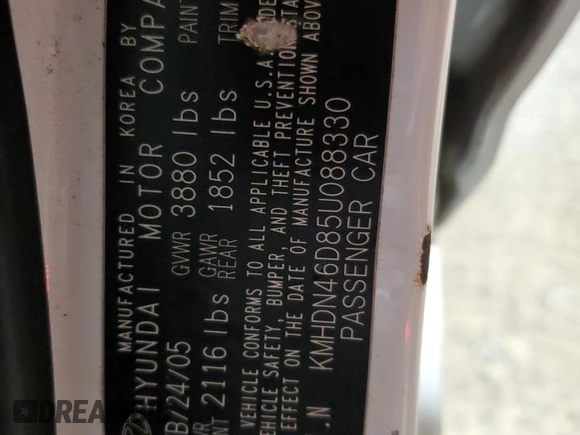 MANUFACTURED IN KOREA BY
HYUNDAI MOTOR COMPA
B/24/05 GVWR 3880 lbs PAINT
2116 lbs GAWR REAR 1852 lbs TRIM
VEHICLE CONFORMS TO ALL APPLICABLE U.S.A.
VEHICLE SAFETY, BUMPER, AND THEFT PREVENTION STA
EFFECT ON THE DATE OF MANUFACTURE SHOWN ABOV
.N KMHDN46D85U088330
PASSENGER CAR